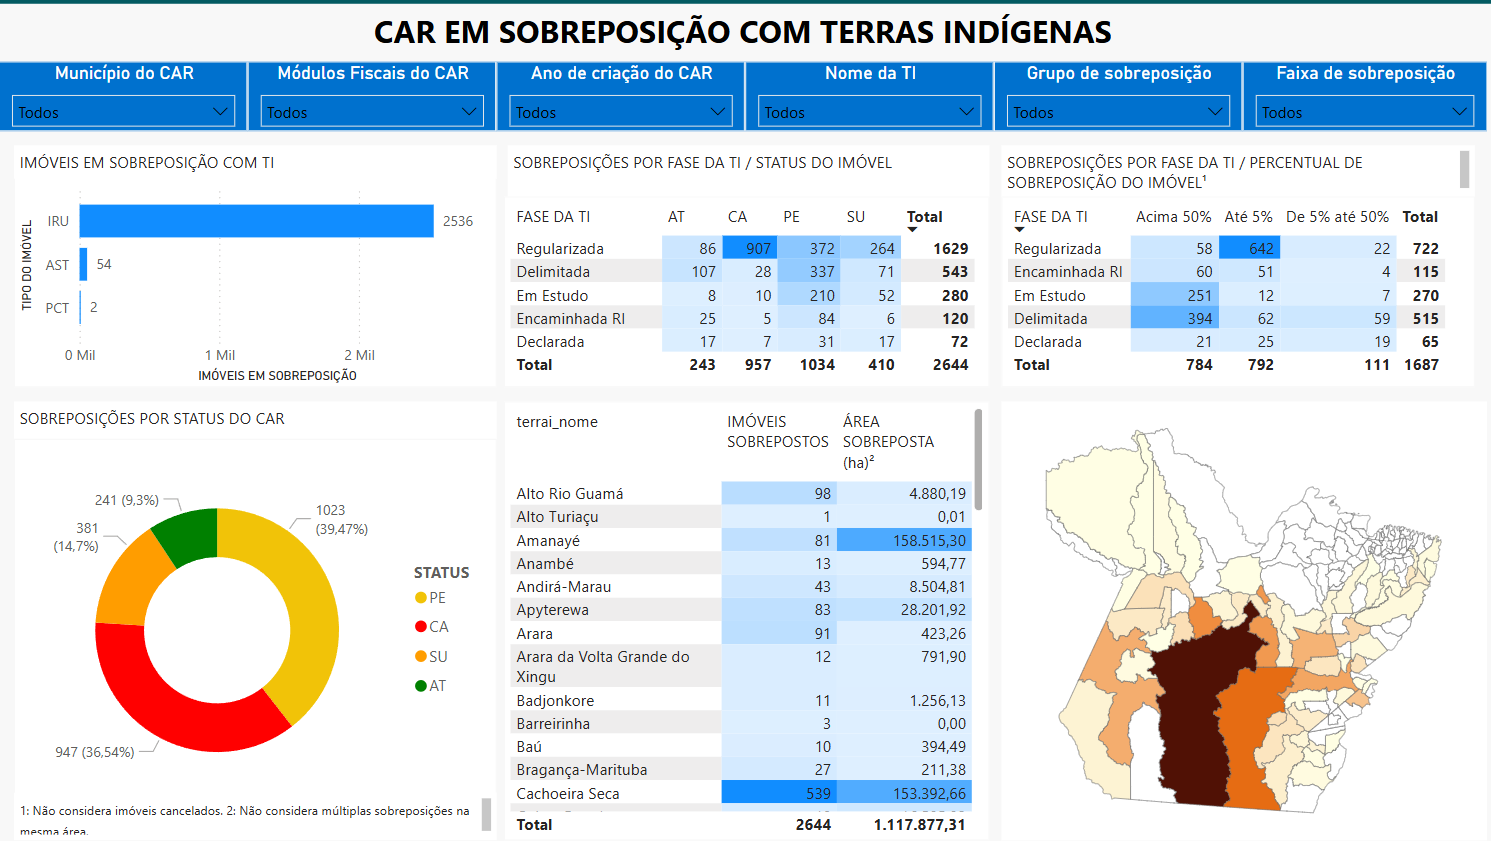 CAR EM SOBREPOSIÇÃO COM TERRAS INDÍGENAS
Município do CAR
Módulos Fiscais do CAR
Ano de criação do CAR
Nome da TI
Grupo de sobreposição
Faixa de sobreposição
Todos
Todos
Todos
Todos
Todos
Todos
IMÓVEIS EM SOBREPOSIÇÃO COM TI
TIPO DO IMÓVEL
IRU 2536
AST 54
PCT 2
0 Mil 1 Mil 2 Mil
IMÓVEIS EM SOBREPOSIÇÃO
SOBREPOSIÇÕES POR FASE DA TI / STATUS DO IMÓVEL
FASE DA TI AT CA PE SU Total
Regularizada 86 907 372 264 1629
Delimitada 107 28 337 71 543
Em Estudo 8 10 210 52 280
Encaminhada RI 25 5 84 6 120
Declarada 17 7 31 17 72
Total 243 957 1034 410 2644
SOBREPOSIÇÕES POR FASE DA TI / PERCENTUAL DE
SOBREPOSIÇÃO DO IMÓVEL¹
FASE DA TI Acima 50% Até 5% De 5% até 50% Total
Regularizada 58 642 22 722
Encaminhada RI 60 51 4 115
Em Estudo 251 12 7 270
Delimitada 394 62 59 515
Declarada 21 25 19 65
Total 784 792 111 1687
SOBREPOSIÇÕES POR STATUS DO CAR
241 (9,3%)
381
(14,7%)
1023
(39,47%)
947 (36,54%)
STATUS
PE
CA
SU
AT
1: Não considera imóveis cancelados. 2: Não considera múltiplas sobreposições na
mesma área.
terrai_nome IMÓVEIS ÁREA
SOBREPOSTOS SOBREPOSTA
(ha)²
Alto Rio Guamá 98 4.880,19
Alto Turiaçu 1 0,01
Amanayé 81 158.515,30
Anambé 13 594,77
Andirá-Marau 43 8.504,81
Apyterewa 83 28.201,92
Arara 91 423,26
Arara da Volta Grande do 12 791,90
Xingu
Badjonkore 11 1.256,13
Barreirinha 3 0,00
Baú 10 394,49
Bragança-Marituba 27 211,38
Cachoeira Seca 539 153.392,66
Total 2644 1.117.877,31